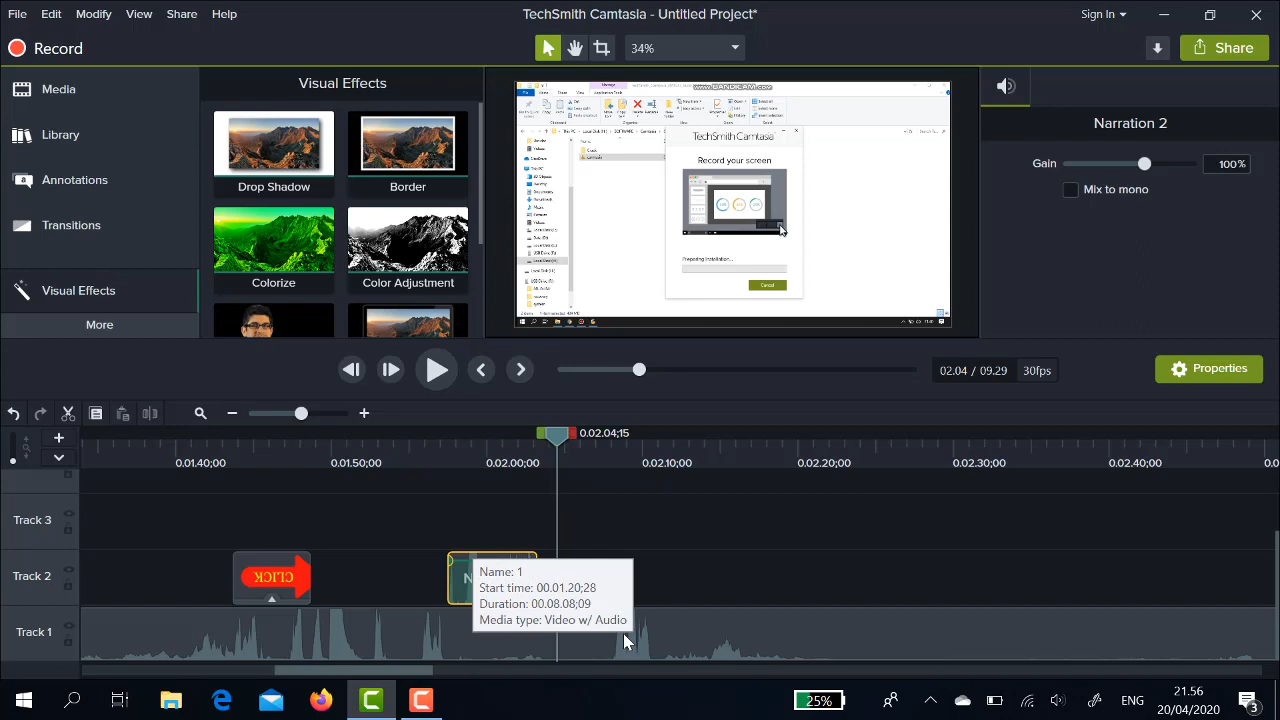 File Edit Modify View Share Help
TechSmith Camtasia - Untitled Project*
Sign In
Record
34%
Share
Media
Library
Annotations
Transitions
Visual Effects
More
Visual Effects
Drop Shadow
Border
Colorize
Color Adjustment
www.BANDICAM.com
TechSmith Camtasia
Record your screen
Preparing installation...
Cancel
Narration 2
Gain
Mix to mono
02.04 / 09.29
30fps
Properties
0.02.04;15
0.01.40;00
0.01.50;00
0.02.00;00
0.02.10;00
0.02.20;00
0.02.30;00
0.02.40;00
Track 3
Track 2
CLICK
Name: 1
Start time: 00.01.20;28
Duration: 00.08.08;09
Media type: Video w/ Audio
Track 1
25%
ENG
21.56
20/04/2020
3